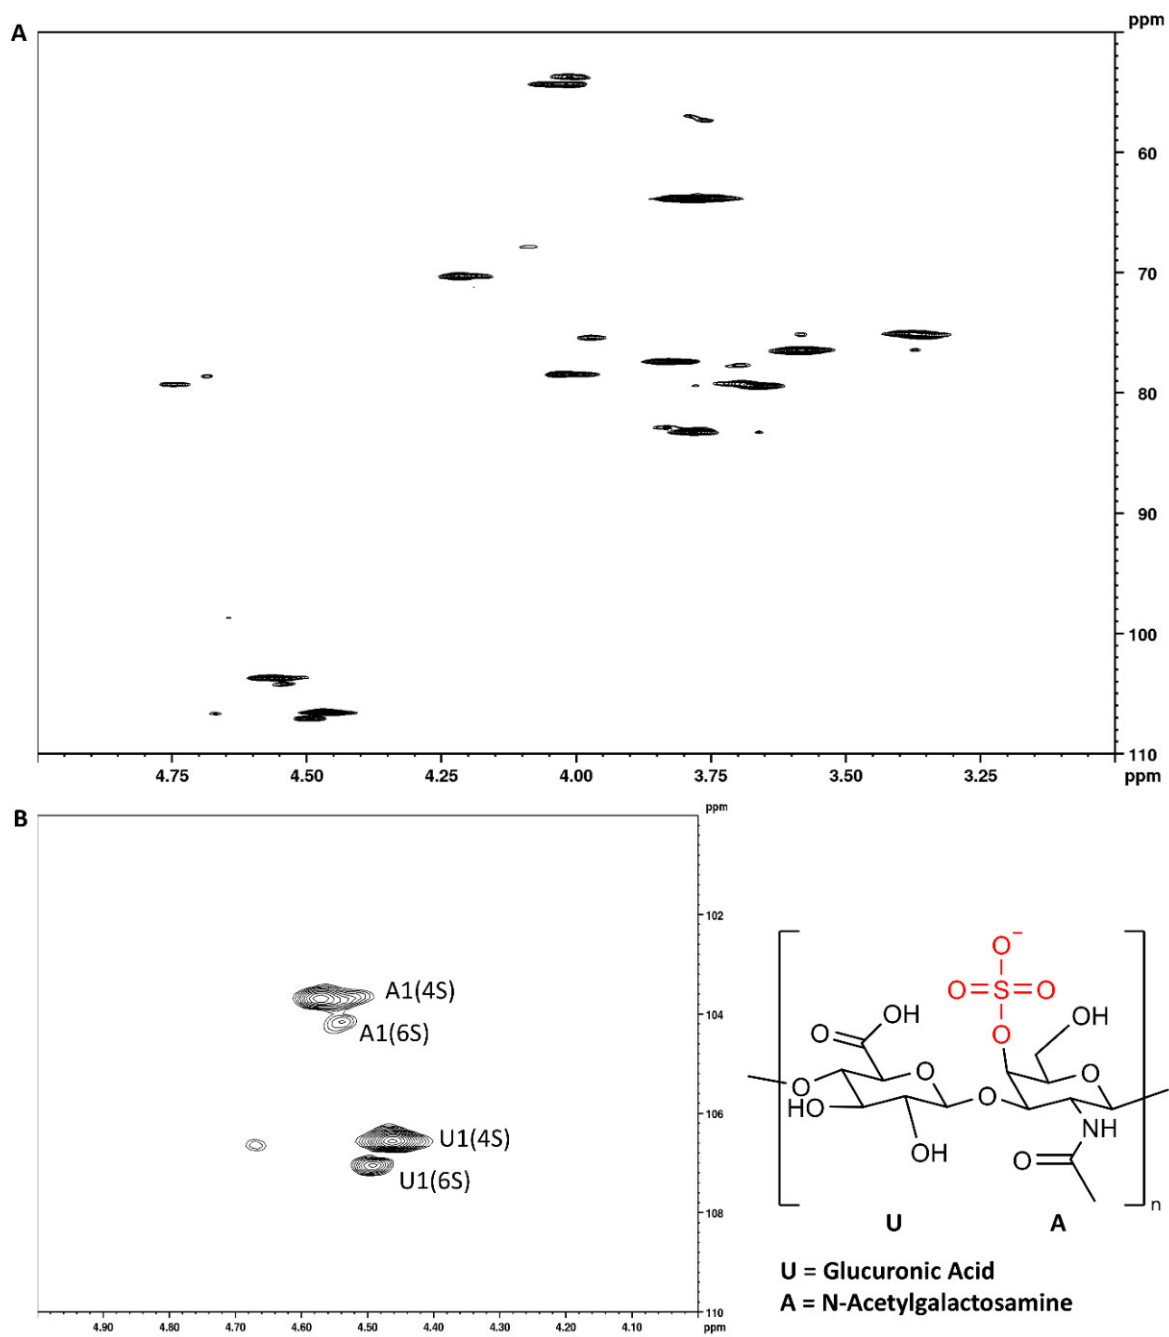 A
ppm
60
70
80
90
100
110
4.75 4.50 4.25 4.00 3.75 3.50 3.25 ppm
B
ppm
102
104
106
108
110
A1(4S)
A1(6S)
U1(4S)
U1(6S)
4.90 4.80 4.70 4.60 4.50 4.40 4.30 4.20 4.10 ppm
O−
O=S=O
O
OH
OH
O
O
O
O
HO
O
NH
OH
O
n
U A
U = Glucuronic Acid
A = N-Acetylgalactosamine